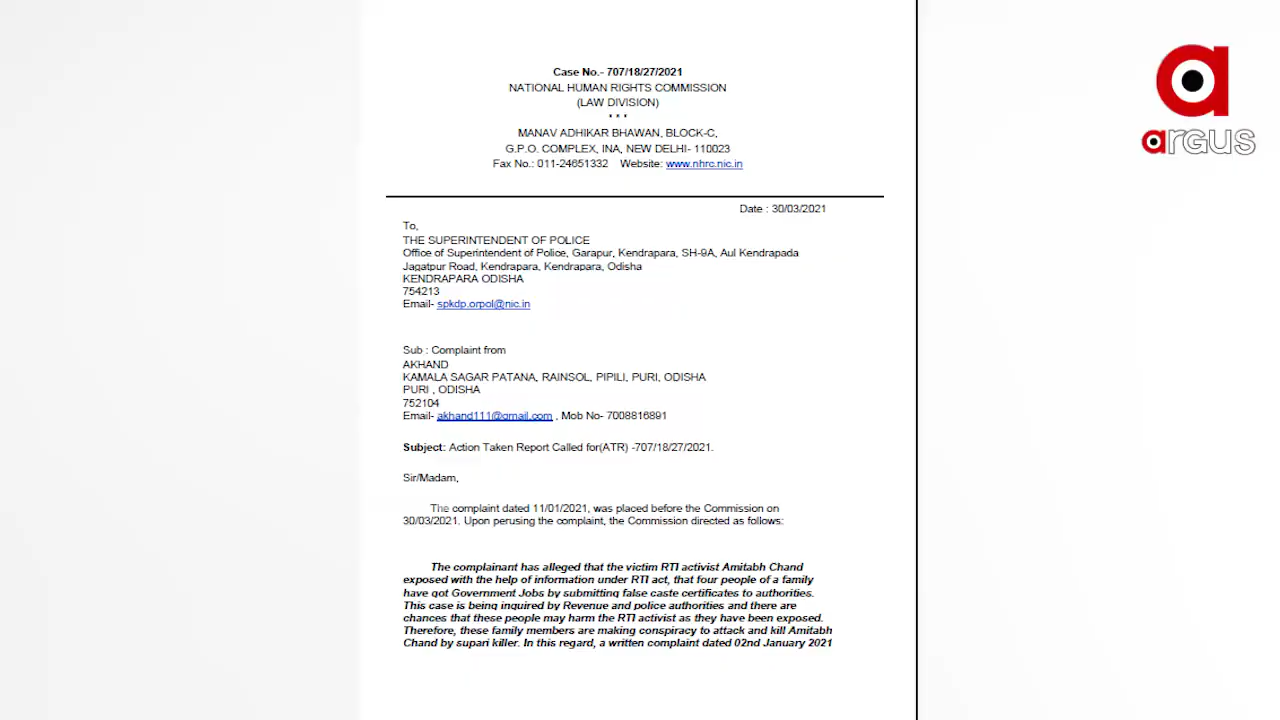 Case No.- 707/18/27/2021
NATIONAL HUMAN RIGHTS COMMISSION
(LAW DIVISION)
* * *
MANAV ADHIKAR BHAWAN, BLOCK-C,
G.P.O. COMPLEX, INA, NEW DELHI- 110023
Fax No.: 011-24651332 Website: www.nhrc.nic.in
Date : 30/03/2021
To,
THE SUPERINTENDENT OF POLICE
Office of Superintendent of Police, Garapur, Kendrapara, SH-9A, Aul Kendrapada
Jagatpur Road, Kendrapara, Kendrapara, Odisha
KENDRAPARA ODISHA
754213
Email- spkdp.orpol@nic.in
Sub : Complaint from
AKHAND
KAMALA SAGAR PATANA, RAINSOL, PIPILI, PURI, ODISHA
PURI , ODISHA
752104
Email- akhand111@gmail.com , Mob No- 7008816891
Subject: Action Taken Report Called for(ATR) -707/18/27/2021.
Sir/Madam,
The complaint dated 11/01/2021, was placed before the Commission on
30/03/2021. Upon perusing the complaint, the Commission directed as follows:
The complainant has alleged that the victim RTI activist Amitabh Chand
exposed with the help of information under RTI act, that four people of a family
have got Government Jobs by submitting false caste certificates to authorities.
This case is being inquired by Revenue and police authorities and there are
chances that these people may harm the RTI activist as they have been exposed.
Therefore, these family members are making conspiracy to attack and kill Amitabh
Chand by supari killer. In this regard, a written complaint dated 02nd January 2021
a
argus